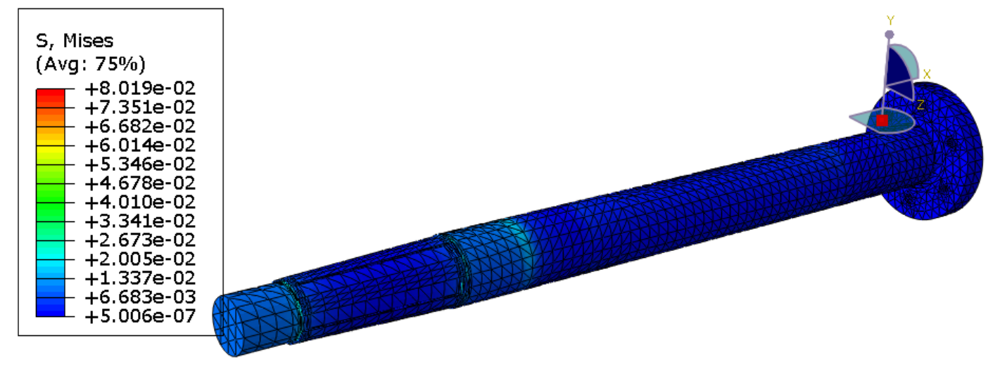 S, Mises
(Avg: 75%)
+8.019e-02
+7.351e-02
+6.682e-02
+6.014e-02
+5.346e-02
+4.678e-02
+4.010e-02
+3.341e-02
+2.673e-02
+2.005e-02
+1.337e-02
+6.683e-03
+5.006e-07
Y
X
Z